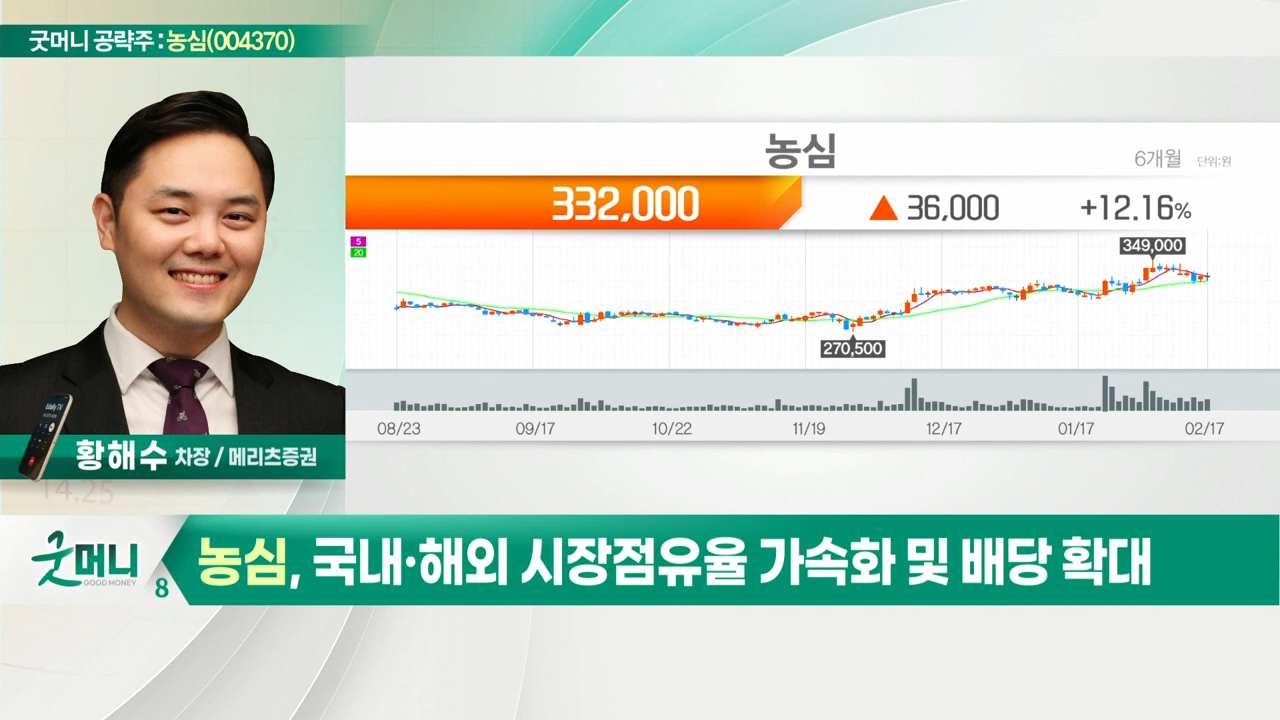 굿머니 공략주 : 농심(004370)
농심
6개월 단위:원
332,000 ▲ 36,000 +12.16%
5
20
349,000
270,500
08/23 09/17 10/22 11/19 12/17 01/17 02/17
Edaily TV
황해수 차장 / 메리츠증권
14.25
굿머니
GOOD MONEY
8
농심, 국내·해외 시장점유율 가속화 및 배당 확대